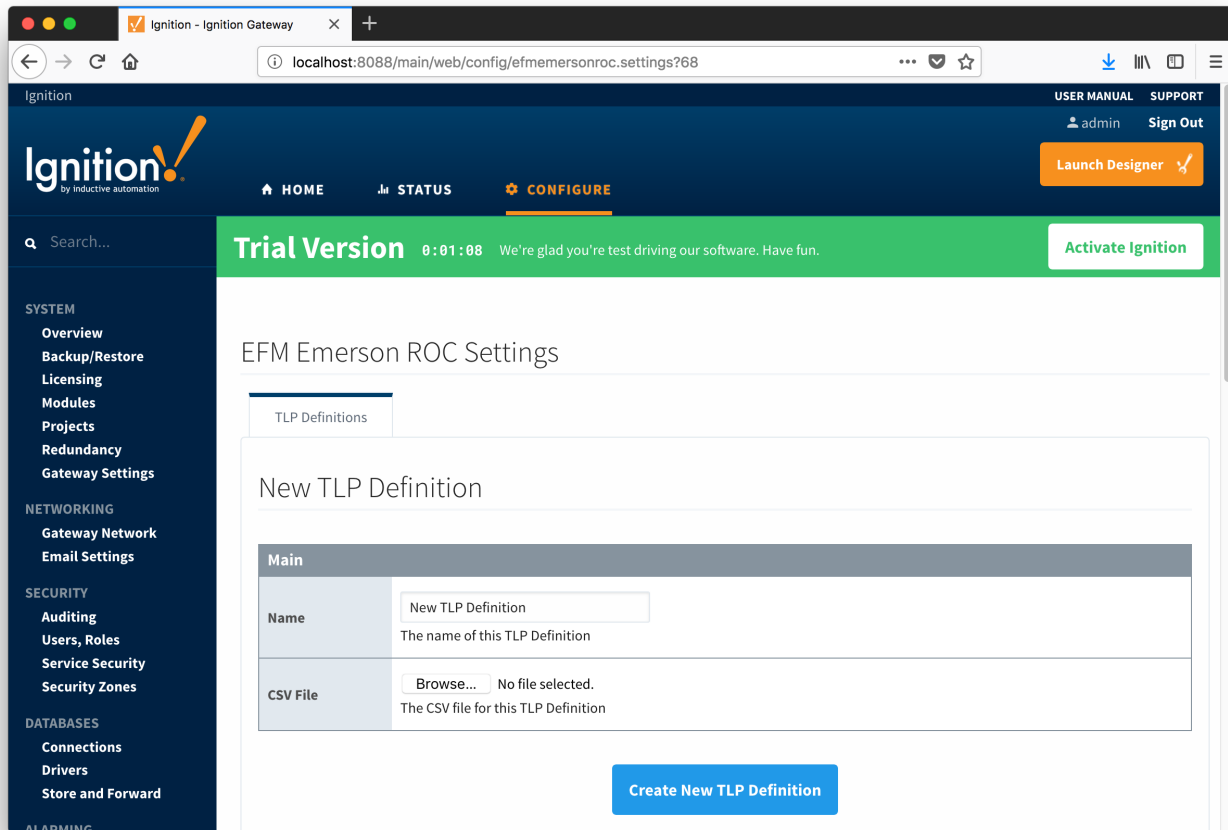 Ignition - Ignition Gateway
localhost:8088/main/web/config/efmemersonroc.settings?68
Ignition
USER MANUAL SUPPORT
admin Sign Out
Ignition!
by inductive automation
Launch Designer
HOME STATUS CONFIGURE
Search...
Trial Version 0:01:08 We're glad you're test driving our software. Have fun. Activate Ignition
SYSTEM
Overview
Backup/Restore
Licensing
Modules
Projects
Redundancy
Gateway Settings
NETWORKING
Gateway Network
Email Settings
SECURITY
Auditing
Users, Roles
Service Security
Security Zones
DATABASES
Connections
Drivers
Store and Forward
ALARMING
EFM Emerson ROC Settings
TLP Definitions
New TLP Definition
Main
Name
New TLP Definition
The name of this TLP Definition
CSV File
Browse... No file selected.
The CSV file for this TLP Definition
Create New TLP Definition